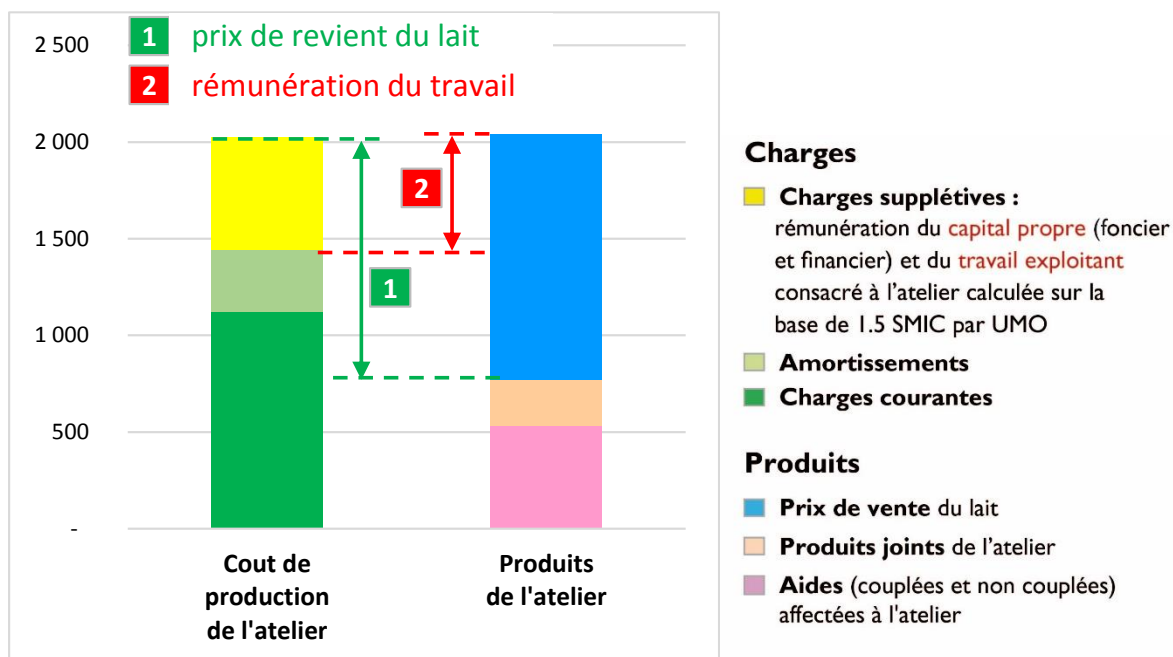 1 prix de revient du lait
2 rémunération du travail
2 500
2 000
1 500
1 000
500
-
2
1
Cout de
production
de l'atelier
Produits
de l'atelier
Charges
Charges supplétives :
rémunération du capital propre (foncier
et financier) et du travail exploitant
consacré à l'atelier calculée sur la
base de 1.5 SMIC par UMO
Amortissements
Charges courantes
Produits
Prix de vente du lait
Produits joints de l'atelier
Aides (couplées et non couplées)
affectées à l'atelier